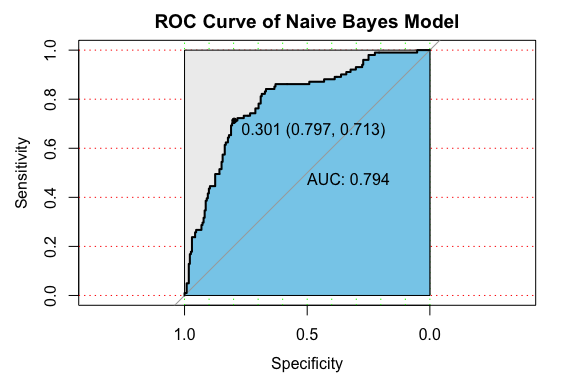 ROC Curve of Naive Bayes Model
1.0
0.8
0.6
0.4
0.2
0.0
Sensitivity
0.301 (0.797, 0.713)
AUC: 0.794
1.0 0.5 0.0
Specificity